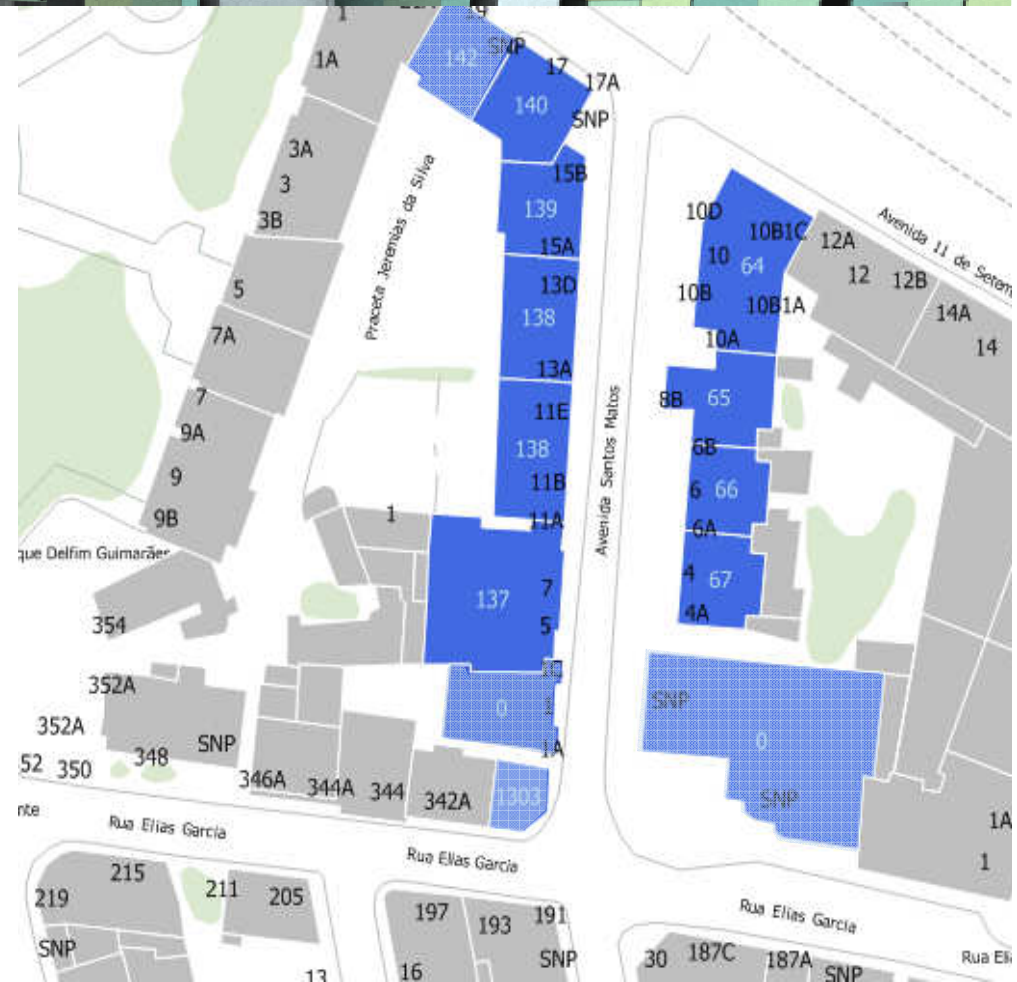 1
19
SNP
142
17
1A
17A
140
SNP
3A
15B
3
Praceta Jeremias da Silva
139
10D
Avenida 11 de Setem
3B
10B1C
12A
15A
10
64
12
12B
5
13D
10B
10B1A
14A
138
7A
10A
14
13A
7
8B
65
11E
Avenida Santos Matos
9A
138
6B
9
11B
6
66
9B
1
11A
6A
que Delfim Guimarães
4
67
7
137
4A
354
5
352A
SNP
0
352A
1A
0
348
SNP
52
350
346A
344A
344
342A
1303
SNP
nte
1A
Rua Elias Garcia
Rua Elias Garcia
1
215
219
211
205
197
193
191
Rua Elias Garcia
SNP
SNP
30
187C
187A
Rua Eli
13
16
SNP